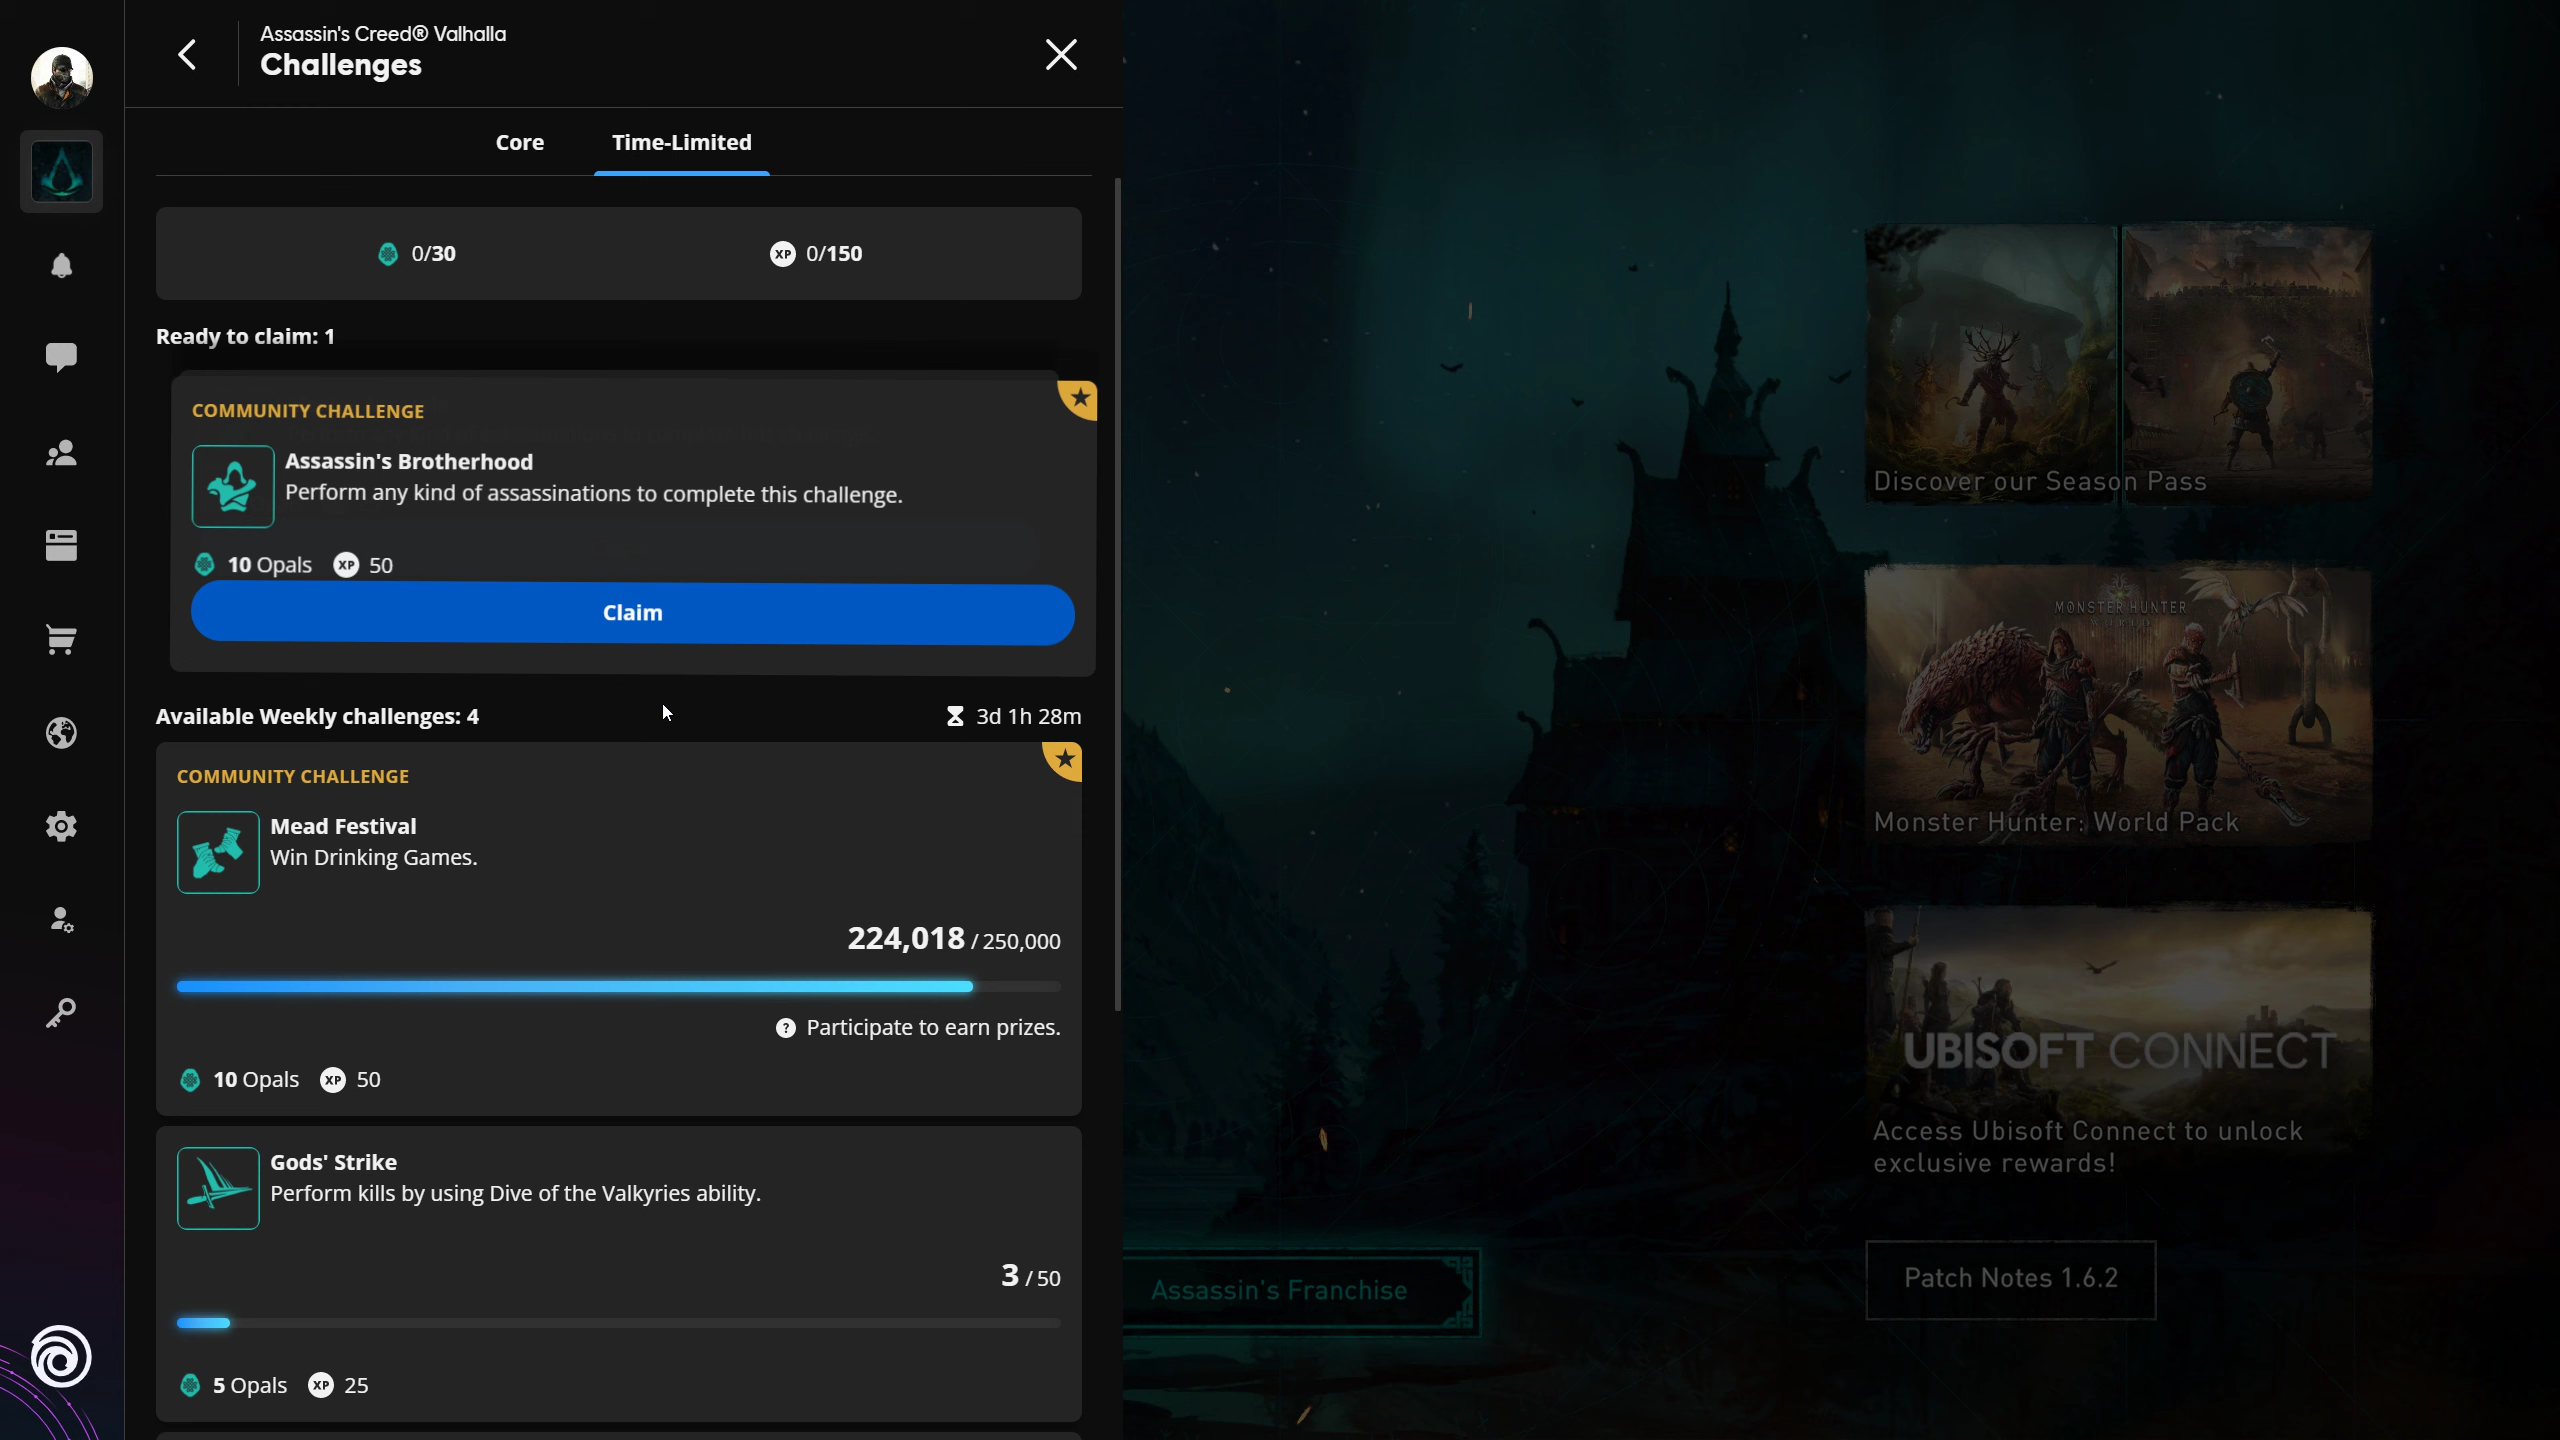 Assassin's Creed® Valhalla
Challenges
Core
Time-Limited
0/30
XP 0/150
Ready to claim: 1
COMMUNITY CHALLENGE
Assassin's Brotherhood
Perform any kind of assassinations to complete this challenge.
10 Opals XP 50
Claim
Available Weekly challenges: 4
3d 1h 28m
COMMUNITY CHALLENGE
Mead Festival
Win Drinking Games.
224,018 / 250,000
? Participate to earn prizes.
10 Opals XP 50
Gods' Strike
Perform kills by using Dive of the Valkyries ability.
3 / 50
5 Opals XP 25
Discover our Season Pass
MONSTER HUNTER
WORLD
Monster Hunter: World Pack
UBISOFT CONNECT
Access Ubisoft Connect to unlock
exclusive rewards!
Assassin's Franchise
Patch Notes 1.6.2